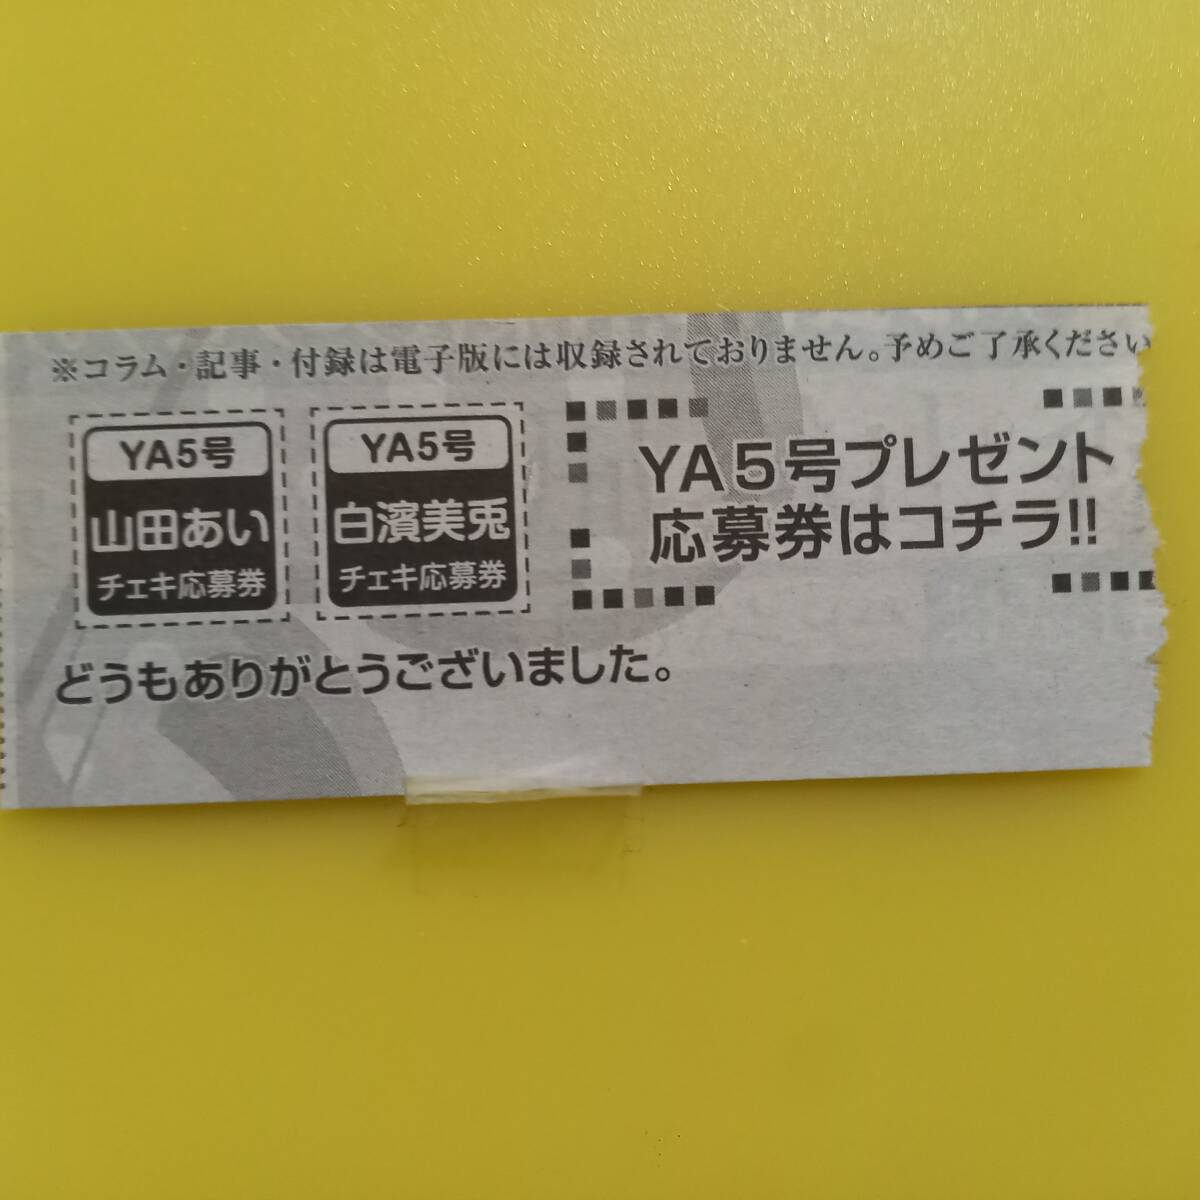 ※コラム・記事・付録は電子版には収録されておりません。予めご了承ください
YA5号
山田あい
チェキ応募券
YA5号
白濱美兎
チェキ応募券
YA5号プレゼント
応募券はコチラ!!
どうもありがとうございました。